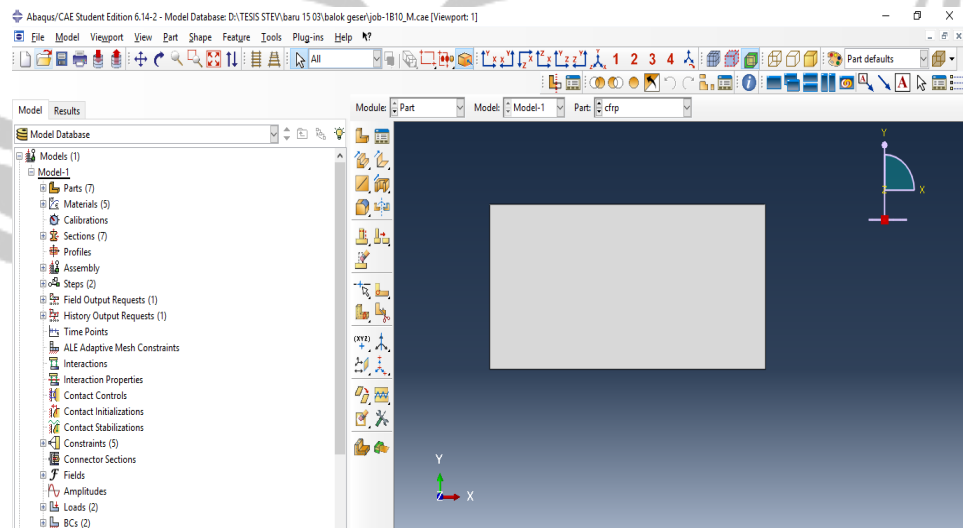 Abaqus/CAE Student Edition 6.14-2 - Model Database: D:\TESIS STEV\baru 15 03\balok geser\job-1B10_M.cae [Viewport: 1]
File Model Viewport View Part Shape Feature Tools Plug-ins Help
All 1 2 3 4 Part defaults
Model Results
Module: Part Model: Model-1 Part: cfrp
Model Database
Models (1)
Model-1
Parts (7)
Materials (5)
Calibrations
Sections (7)
Profiles
Assembly
Steps (2)
Field Output Requests (1)
History Output Requests (1)
Time Points
ALE Adaptive Mesh Constraints
Interactions
Interaction Properties
Contact Controls
Contact Initializations
Contact Stabilizations
Constraints (5)
Connector Sections
Fields
Amplitudes
Loads (2)
BCs (2)
(XYZ)
Y
Z X
Y
Z X